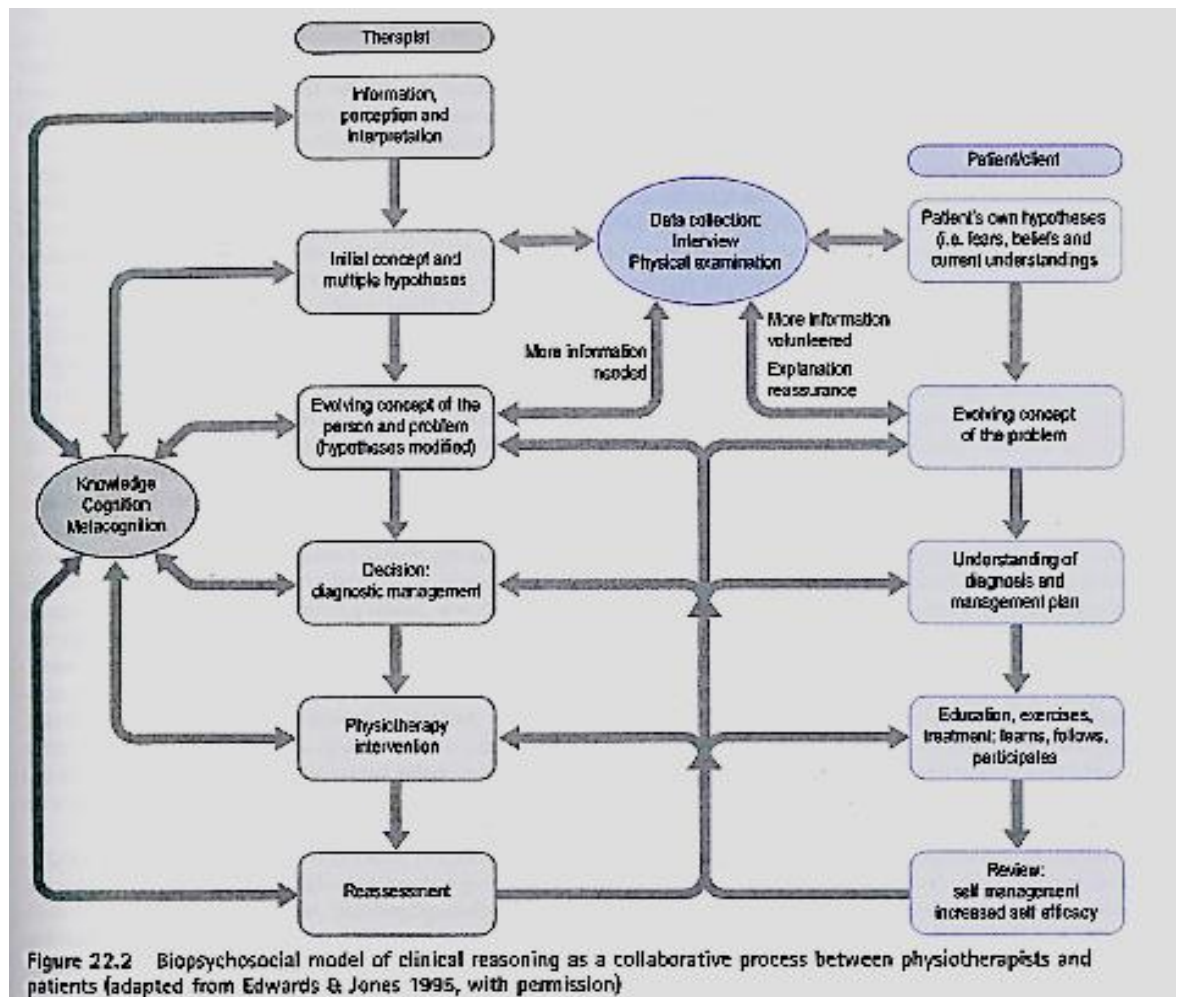 Therapist
Information,
perception and
interpretation
Patient/client
Data collection:
Interview
Physical examination
Patient's own hypotheses
(i.e. fears, beliefs and
current understandings
Initial concept and
multiple hypotheses
More information
needed
More information
volunteered
Explanation
reassurance
Evolving concept of the
person and problem
(hypotheses modified)
Evolving concept
of the problem
Knowledge
Cognition
Metacognition
Decision:
diagnostic management
Understanding of
diagnosis and
management plan
Physiotherapy
intervention
Education, exercises,
treatment; learns, follows,
participates
Reassessment
Review:
self management
increased self efficacy
Figure 22.2 Biopsychosocial model of clinical reasoning as a collaborative process between physiotherapists and
patients (adapted from Edwards & Jones 1995, with permission)